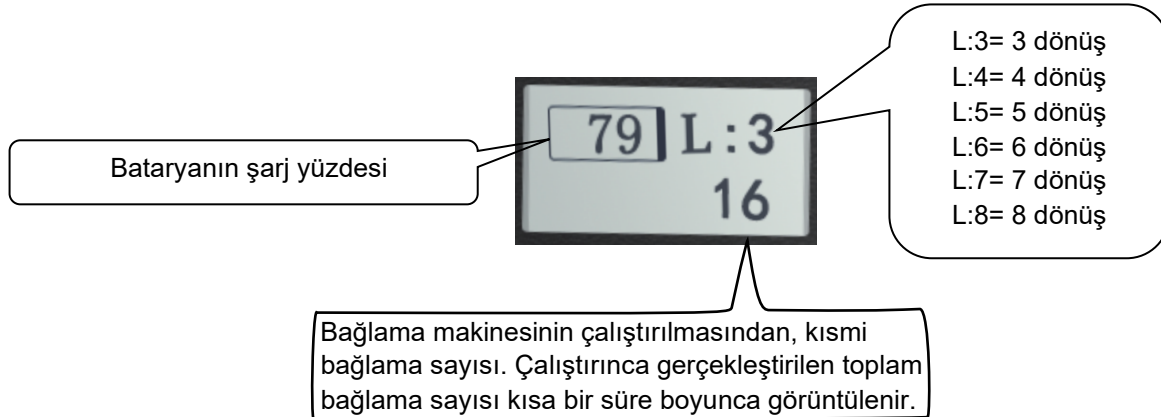 L:3= 3 dönüş
L:4= 4 dönüş
L:5= 5 dönüş
L:6= 6 dönüş
L:7= 7 dönüş
L:8= 8 dönüş
79 L:3
16
Bataryanın şarj yüzdesi
Bağlama makinesinin çalıştırılmasından, kısmi
bağlama sayısı. Çalıştırınca gerçekleştirilen toplam
bağlama sayısı kısa bir süre boyunca görüntülenir.